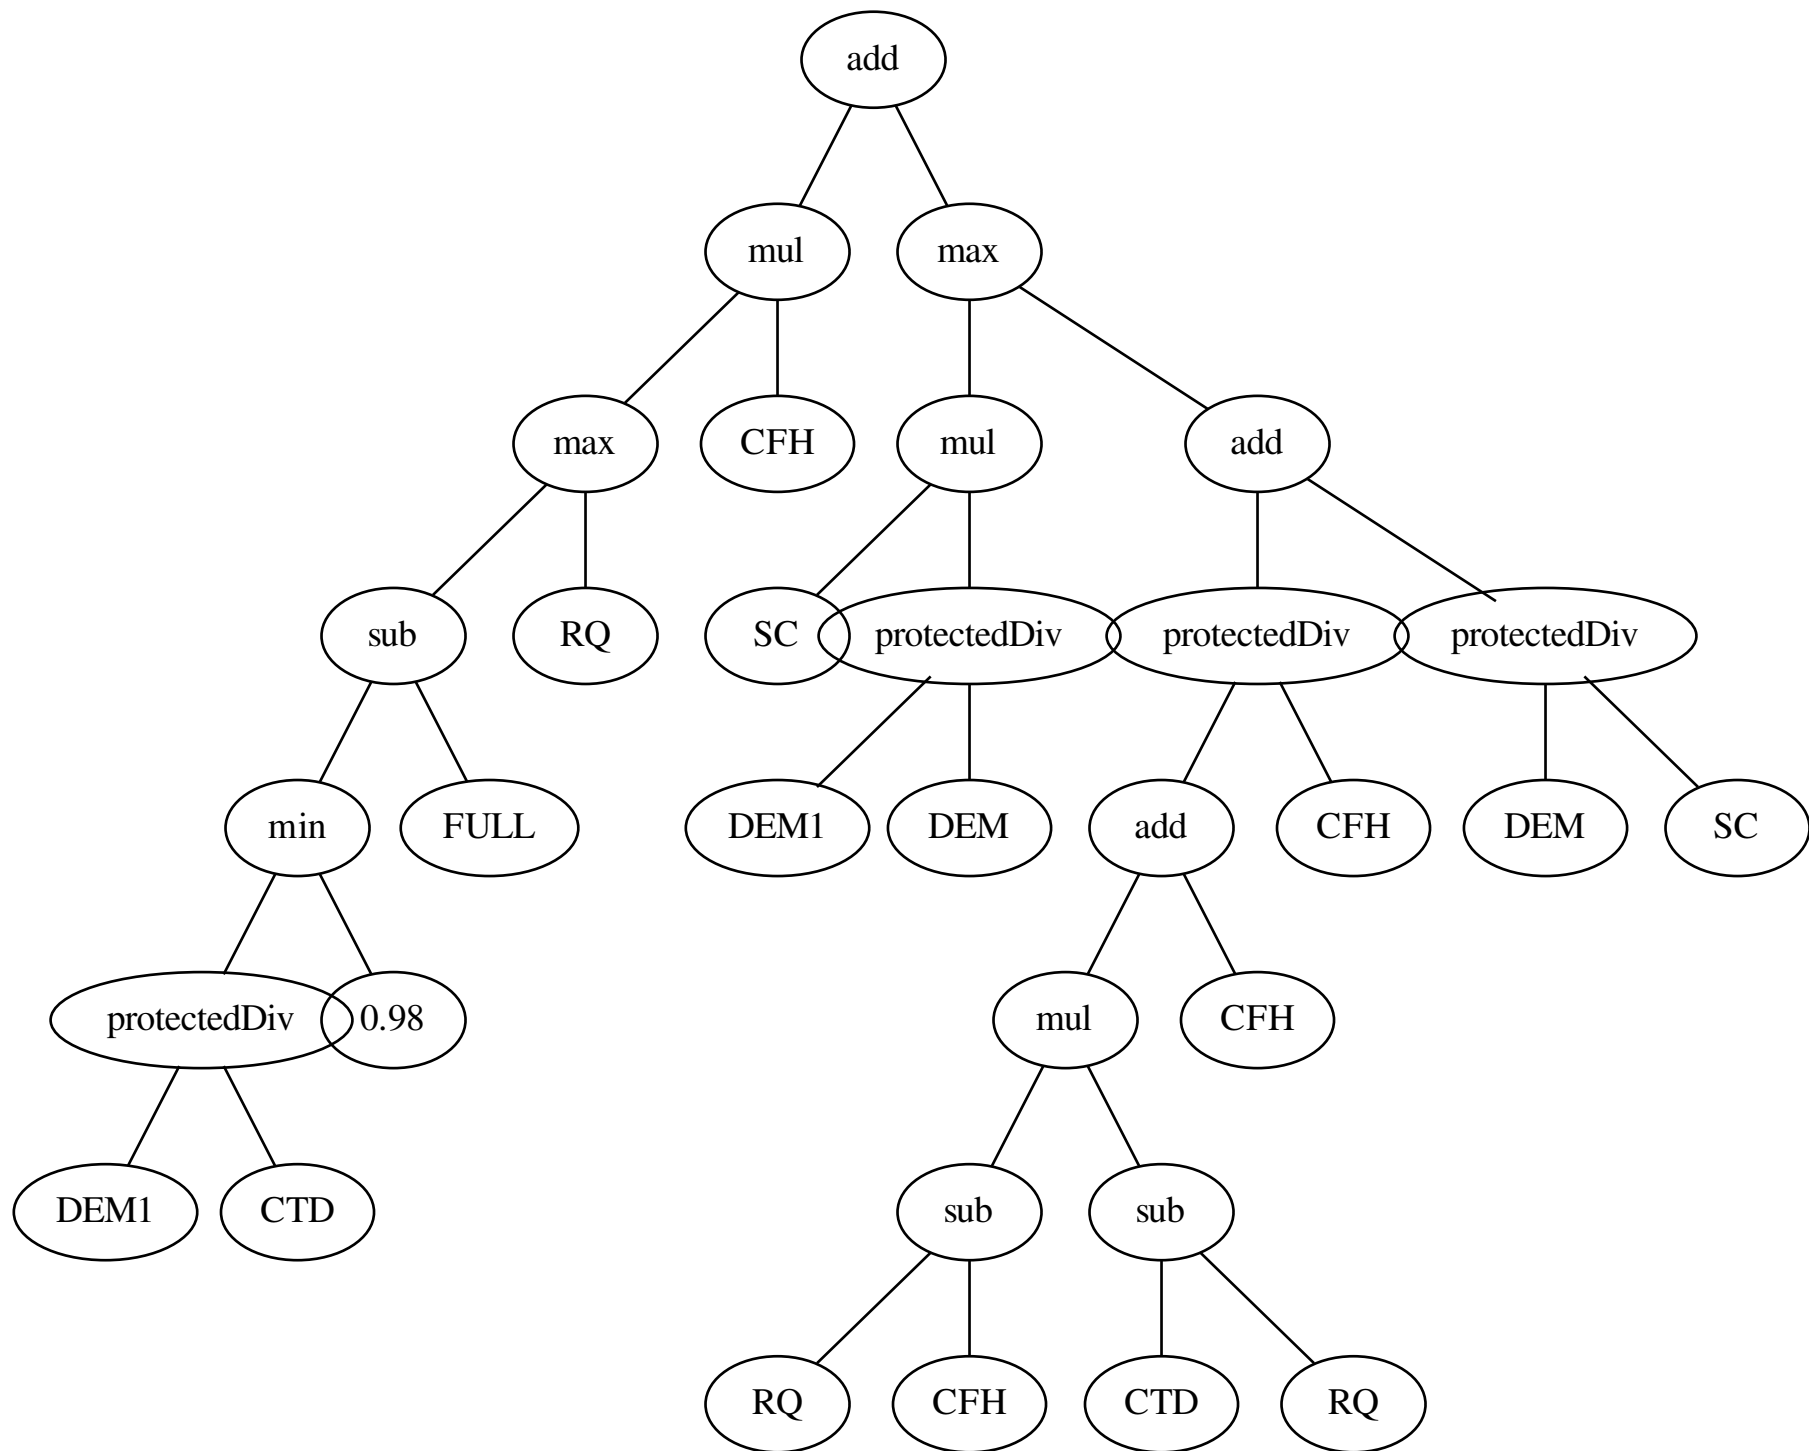 add
mul max
max CFH mul add
sub RQ SC protectedDiv protectedDiv protectedDiv
min FULL DEM1 DEM add CFH DEM SC
protectedDiv 0.98 mul CFH
DEM1 CTD sub sub
RQ CFH CTD RQ